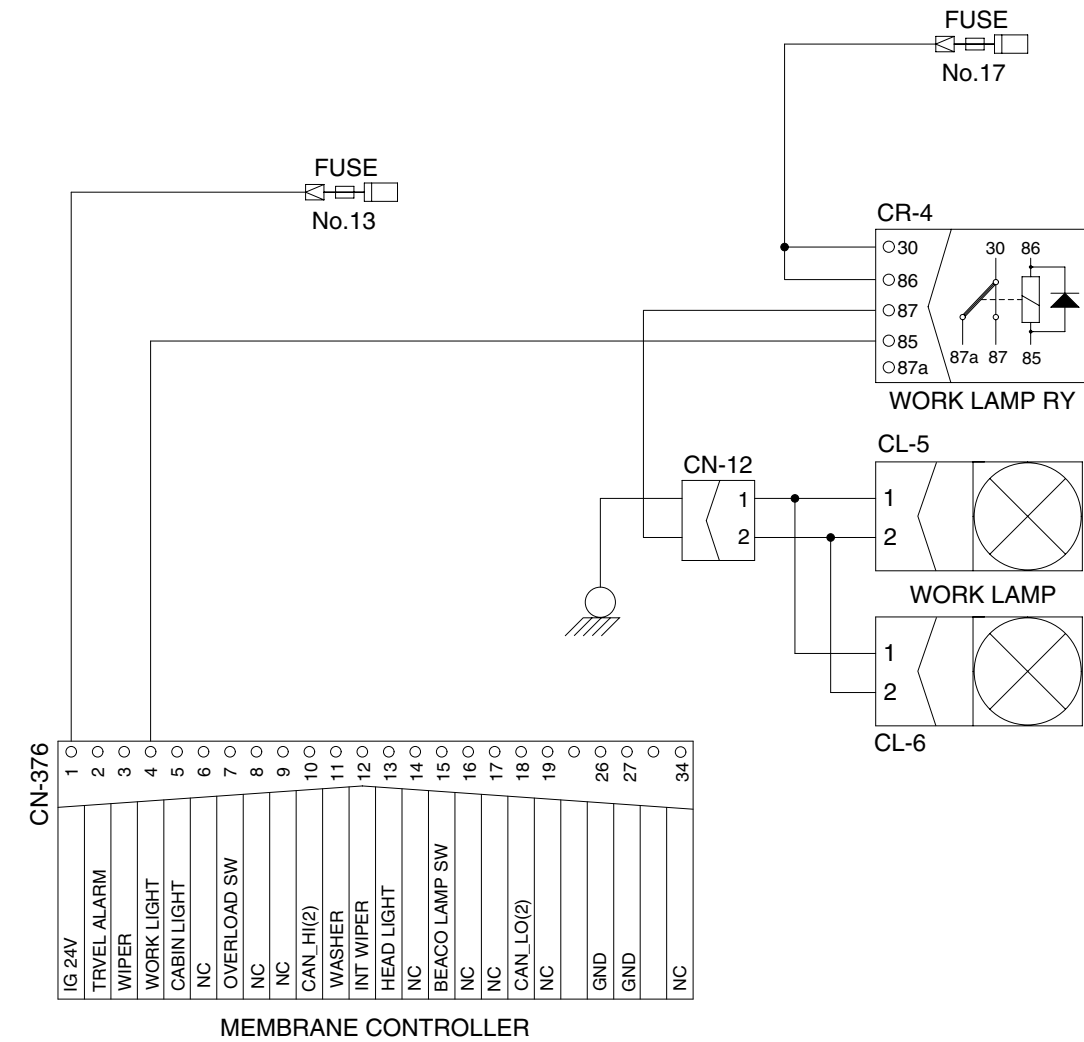 FUSE
No.17
FUSE
No.13
CR-4
30
86
87
85
87a
30 86
87a 87 85
WORK LAMP RY
CL-5
1
2
CN-12
1
2
WORK LAMP
1
2
CL-6
CN-376
1 2 3 4 5 6 7 8 9 10 11 12 13 14 15 16 17 18 19 26 27 34
IG 24V
TRVEL ALARM
WIPER
WORK LIGHT
CABIN LIGHT
NC
OVERLOAD SW
NC
NC
CAN_HI(2)
WASHER
INT WIPER
HEAD LIGHT
NC
BEACO LAMP SW
NC
NC
CAN_LO(2)
NC
GND
GND
NC
MEMBRANE CONTROLLER